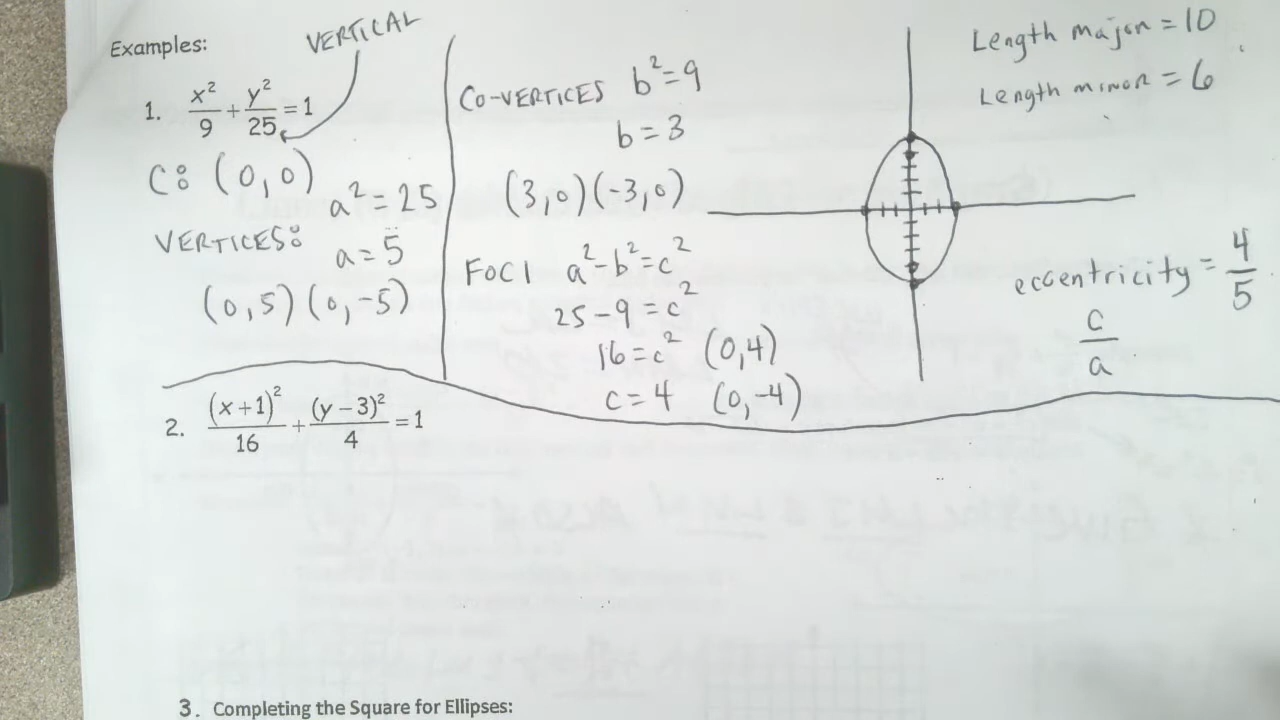 Examples:
VERTICAL
1. x²/9 + y²/25 = 1
C: (0,0)
a² = 25
VERTICES:
a = 5
(0,5) (0,-5)
CO-VERTICES b² = 9
b = 3
(3,0) (-3,0)
FOCI a² - b² = c²
25 - 9 = c²
16 = c² (0,4)
c = 4 (0,-4)
Length major = 10
Length minor = 6
eccentricity = 4/5
c/a
2. (x+1)²/16 + (y-3)²/4 = 1
3. Completing the Square for Ellipses: